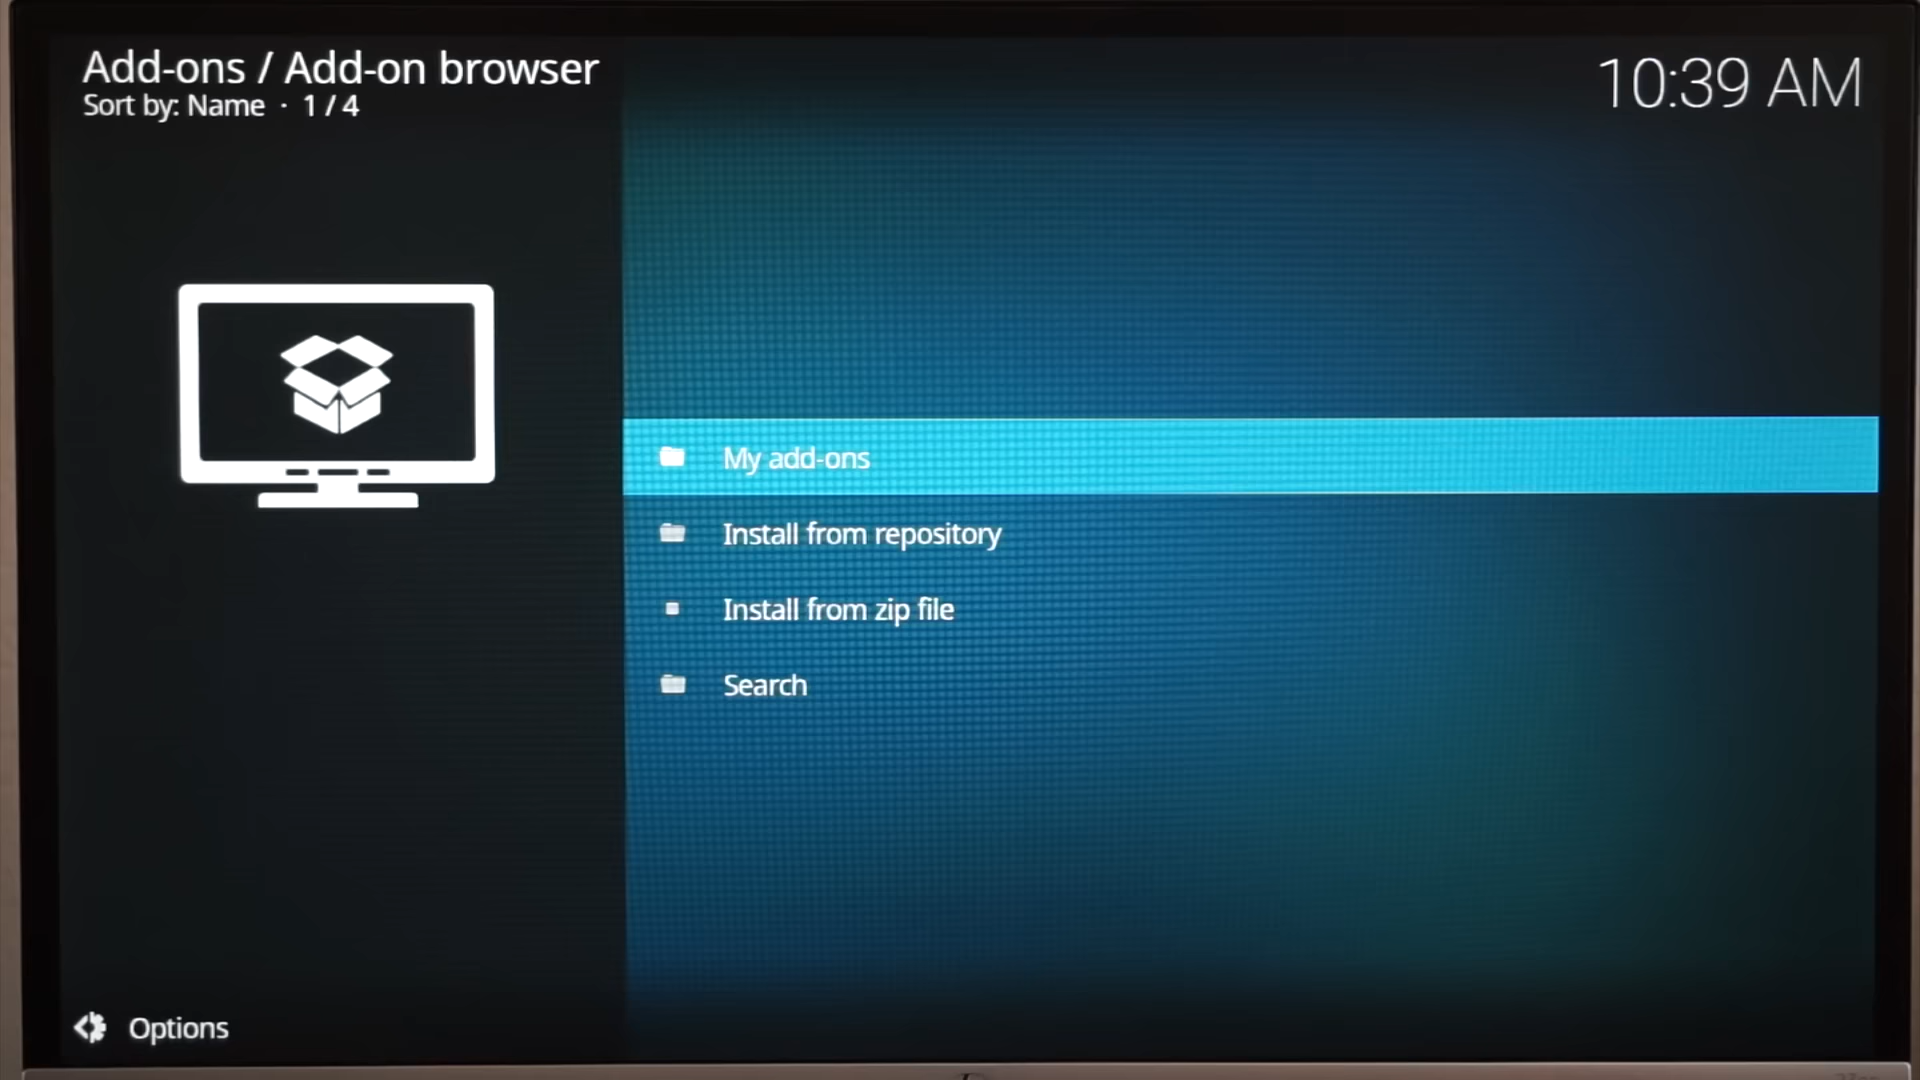 Add-ons / Add-on browser
Sort by: Name · 1 / 4
10:39 AM
My add-ons
Install from repository
Install from zip file
Search
Options